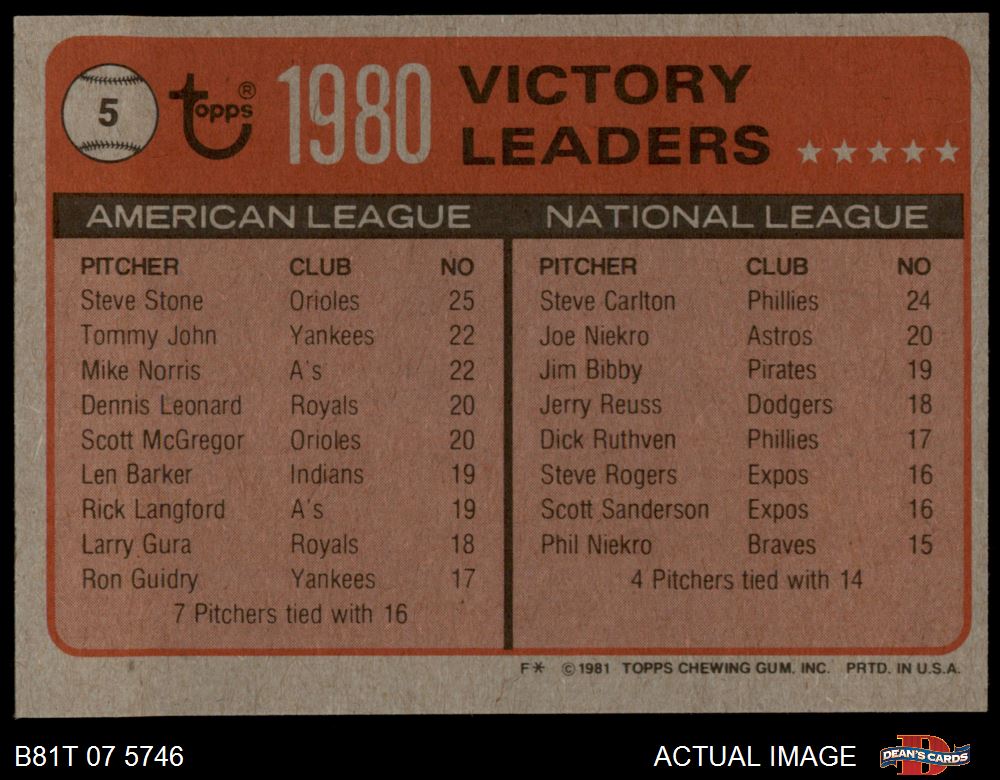 5 topps® 1980 VICTORY LEADERS
AMERICAN LEAGUE
PITCHER CLUB NO
Steve Stone Orioles 25
Tommy John Yankees 22
Mike Norris A's 22
Dennis Leonard Royals 20
Scott McGregor Orioles 20
Len Barker Indians 19
Rick Langford A's 19
Larry Gura Royals 18
Ron Guidry Yankees 17
7 Pitchers tied with 16
NATIONAL LEAGUE
PITCHER CLUB NO
Steve Carlton Phillies 24
Joe Niekro Astros 20
Jim Bibby Pirates 19
Jerry Reuss Dodgers 18
Dick Ruthven Phillies 17
Steve Rogers Expos 16
Scott Sanderson Expos 16
Phil Niekro Braves 15
4 Pitchers tied with 14
F* ©1981 TOPPS CHEWING GUM. INC. PRTD. IN U.S.A.
B81T 07 5746 ACTUAL IMAGE D DEAN'S CARDS